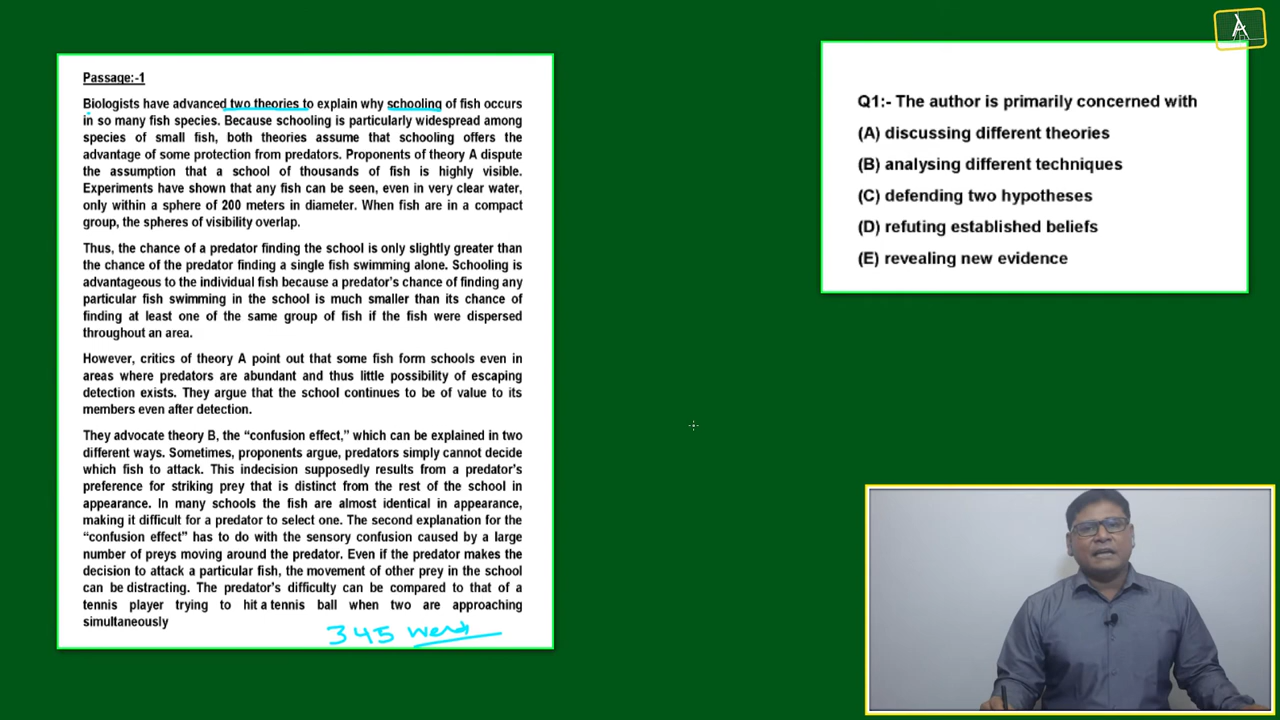 Passage:-1
Biologists have advanced two theories to explain why schooling of fish occurs
in so many fish species. Because schooling is particularly widespread among
species of small fish, both theories assume that schooling offers the
advantage of some protection from predators. Proponents of theory A dispute
the assumption that a school of thousands of fish is highly visible.
Experiments have shown that any fish can be seen, even in very clear water,
only within a sphere of 200 meters in diameter. When fish are in a compact
group, the spheres of visibility overlap.
Thus, the chance of a predator finding the school is only slightly greater than
the chance of the predator finding a single fish swimming alone. Schooling is
advantageous to the individual fish because a predator's chance of finding any
particular fish swimming in the school is much smaller than its chance of
finding at least one of the same group of fish if the fish were dispersed
throughout an area.
However, critics of theory A point out that some fish form schools even in
areas where predators are abundant and thus little possibility of escaping
detection exists. They argue that the school continues to be of value to its
members even after detection.
They advocate theory B, the “confusion effect,” which can be explained in two
different ways. Sometimes, proponents argue, predators simply cannot decide
which fish to attack. This indecision supposedly results from a predator's
preference for striking prey that is distinct from the rest of the school in
appearance. In many schools the fish are almost identical in appearance,
making it difficult for a predator to select one. The second explanation for the
“confusion effect” has to do with the sensory confusion caused by a large
number of preys moving around the predator. Even if the predator makes the
decision to attack a particular fish, the movement of other prey in the school
can be distracting. The predator's difficulty can be compared to that of a
tennis player trying to hit a tennis ball when two are approaching
simultaneously
345
A
Q1:- The author is primarily concerned with
(A) discussing different theories
(B) analysing different techniques
(C) defending two hypotheses
(D) refuting established beliefs
(E) revealing new evidence